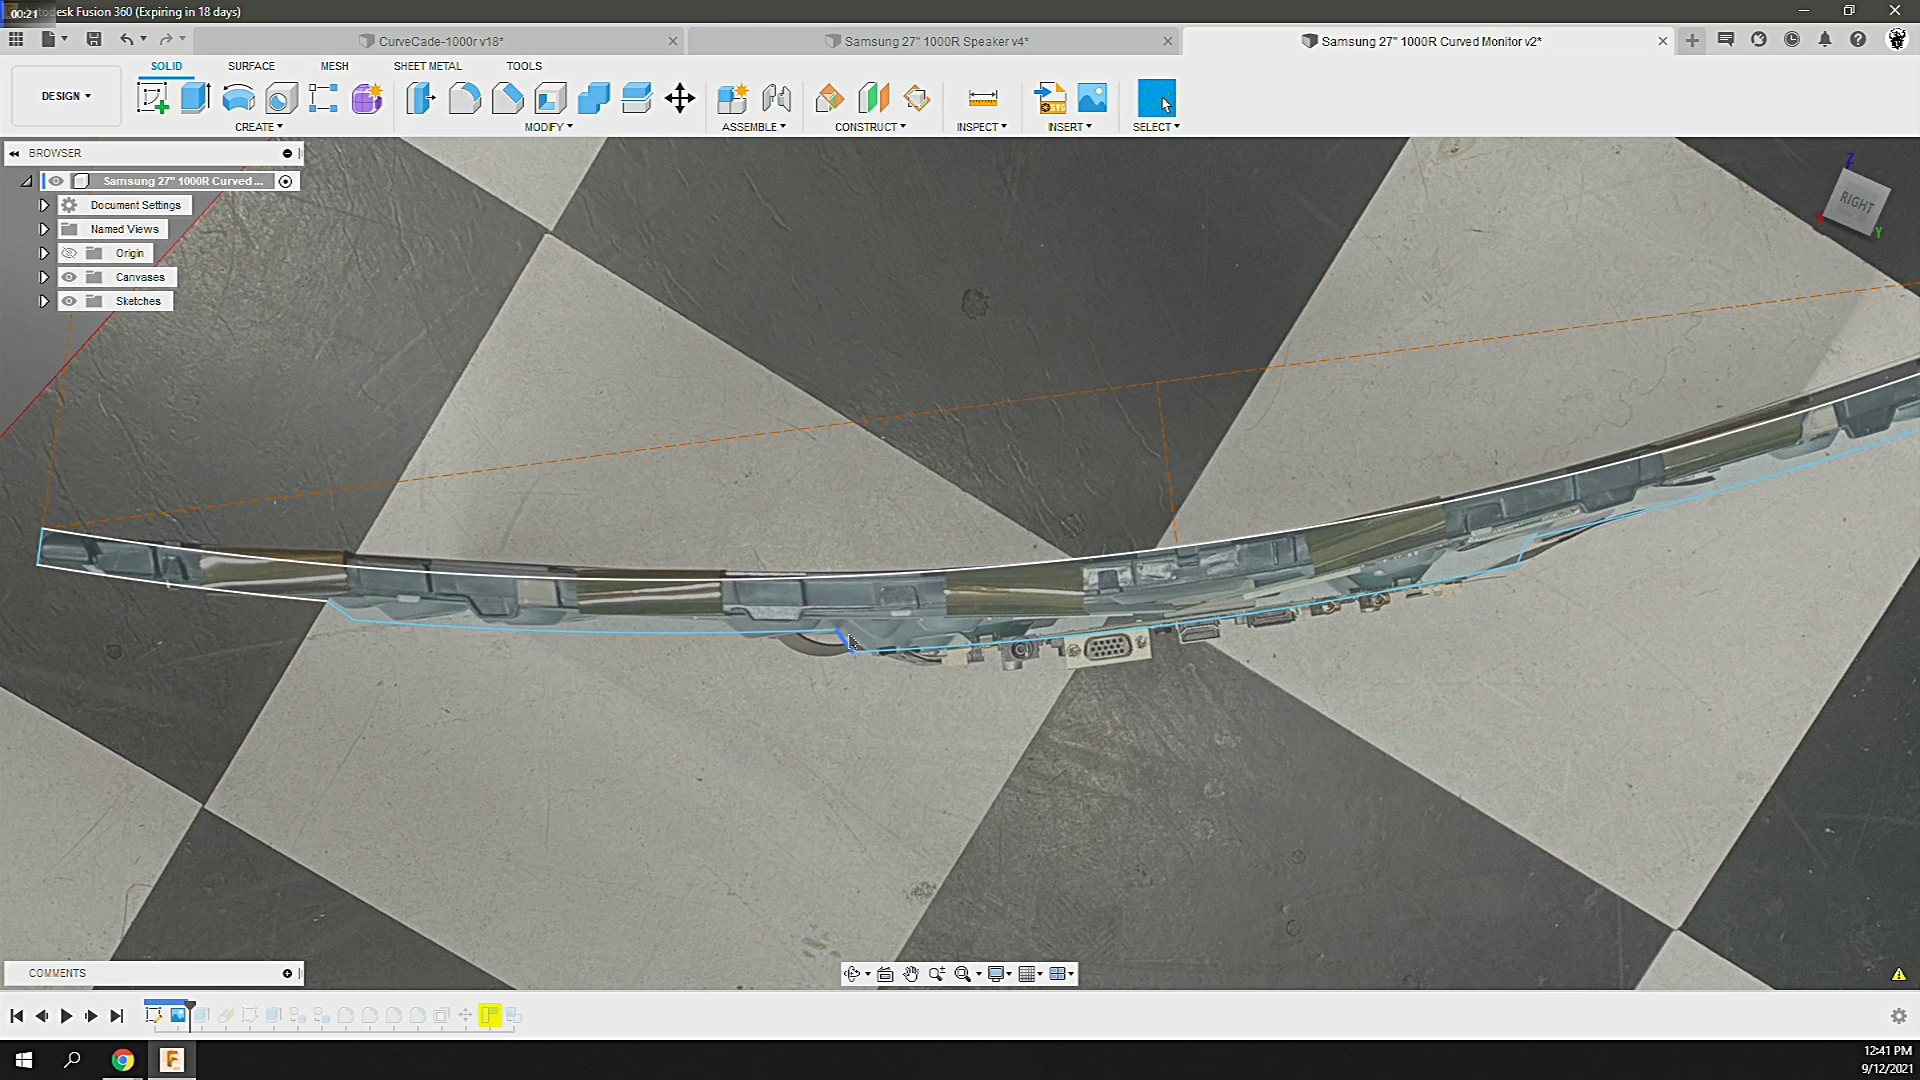 00:21
todesk Fusion 360 (Expiring in 18 days)
CurveCade-1000r v18*
Samsung 27" 1000R Speaker v4*
Samsung 27" 1000R Curved Monitor v2*
SOLID
SURFACE
MESH
SHEET METAL
TOOLS
DESIGN
CREATE
MODIFY
ASSEMBLE
CONSTRUCT
INSPECT
INSERT
SELECT
BROWSER
Samsung 27" 1000R Curved ...
Document Settings
Named Views
Origin
Canvases
Sketches
Z
RIGHT
X
Y
COMMENTS
12:41 PM
9/12/2021